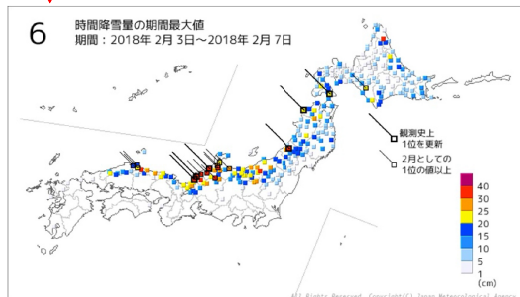 6
時間降雪量の期間最大値
期間：2018年 2月 3日～2018年 2月 7日
観測史上
1位を更新
2月としての
1位の値以上
40
30
25
20
15
10
5
1
(cm)
All Rights Reserved. Copyright(C) Japan Meteorological Agency